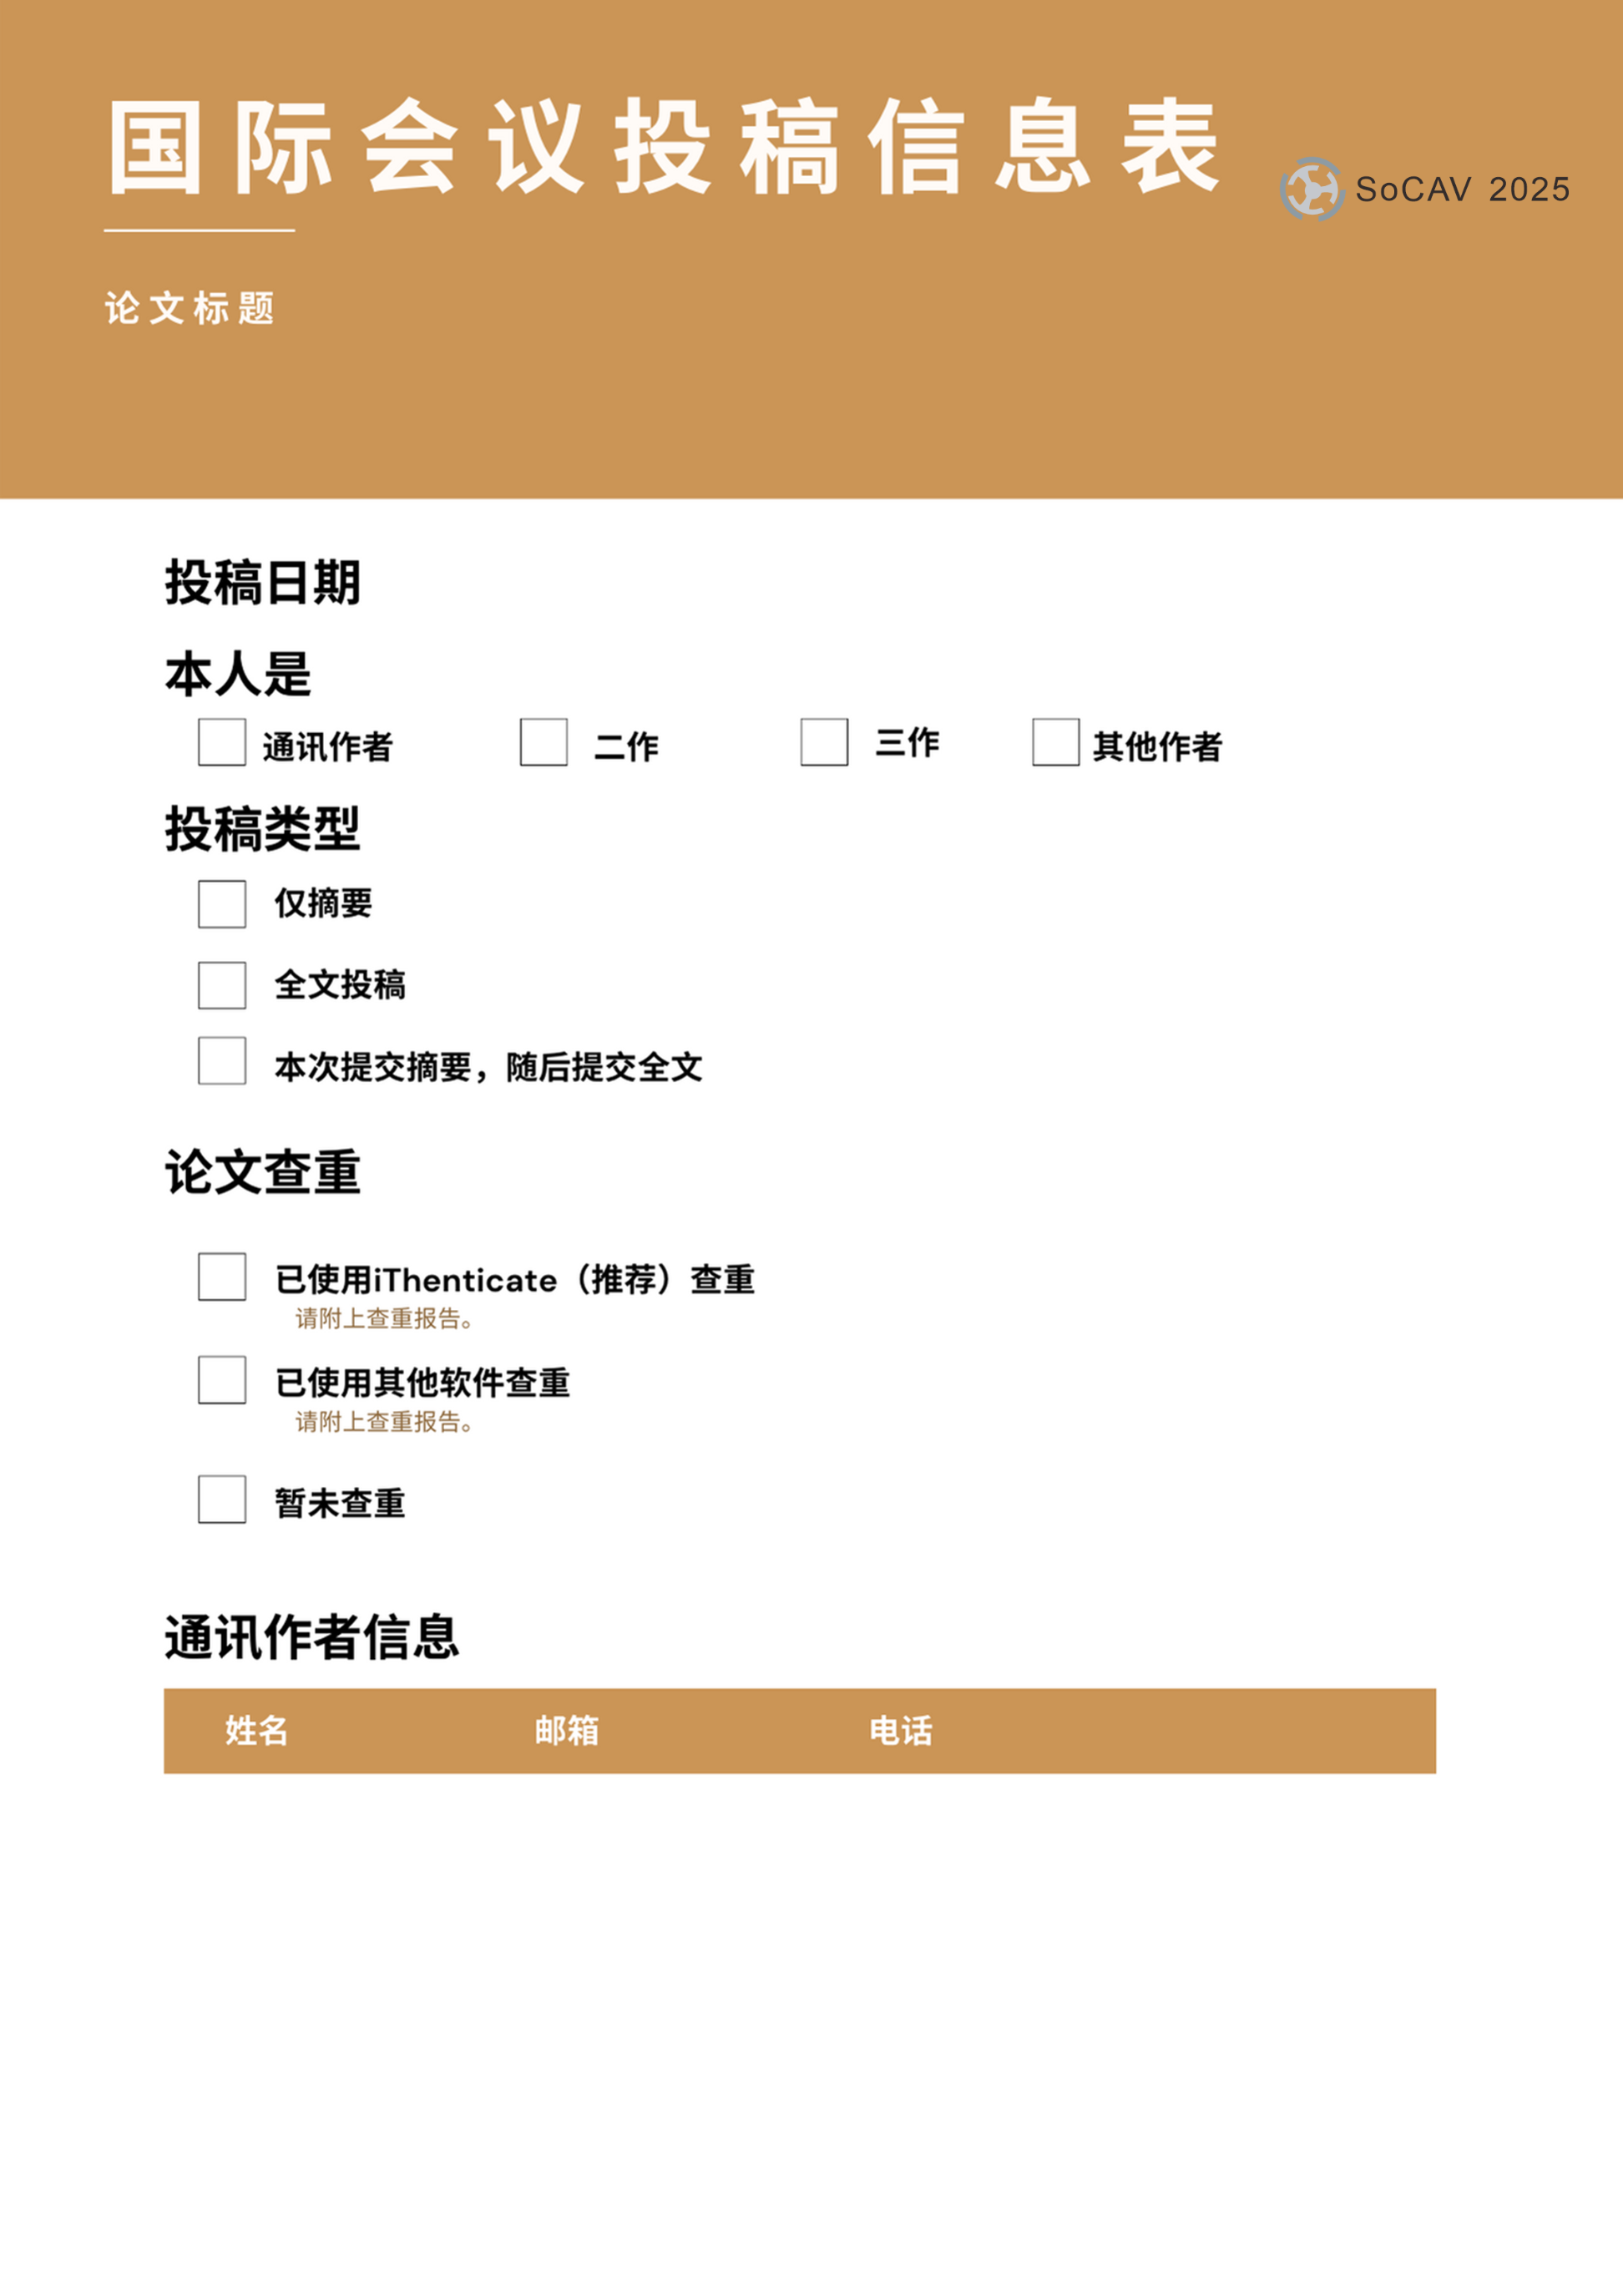 国际会议投稿信息表
SoCAV 2025
论文标题
投稿日期
本人是
通讯作者 二作 三作 其他作者
投稿类型
仅摘要
全文投稿
本次提交摘要，随后提交全文
论文查重
已使用iThenticate（推荐）查重
请附上查重报告。
已使用其他软件查重
请附上查重报告。
暂未查重
通讯作者信息
姓名 邮箱 电话